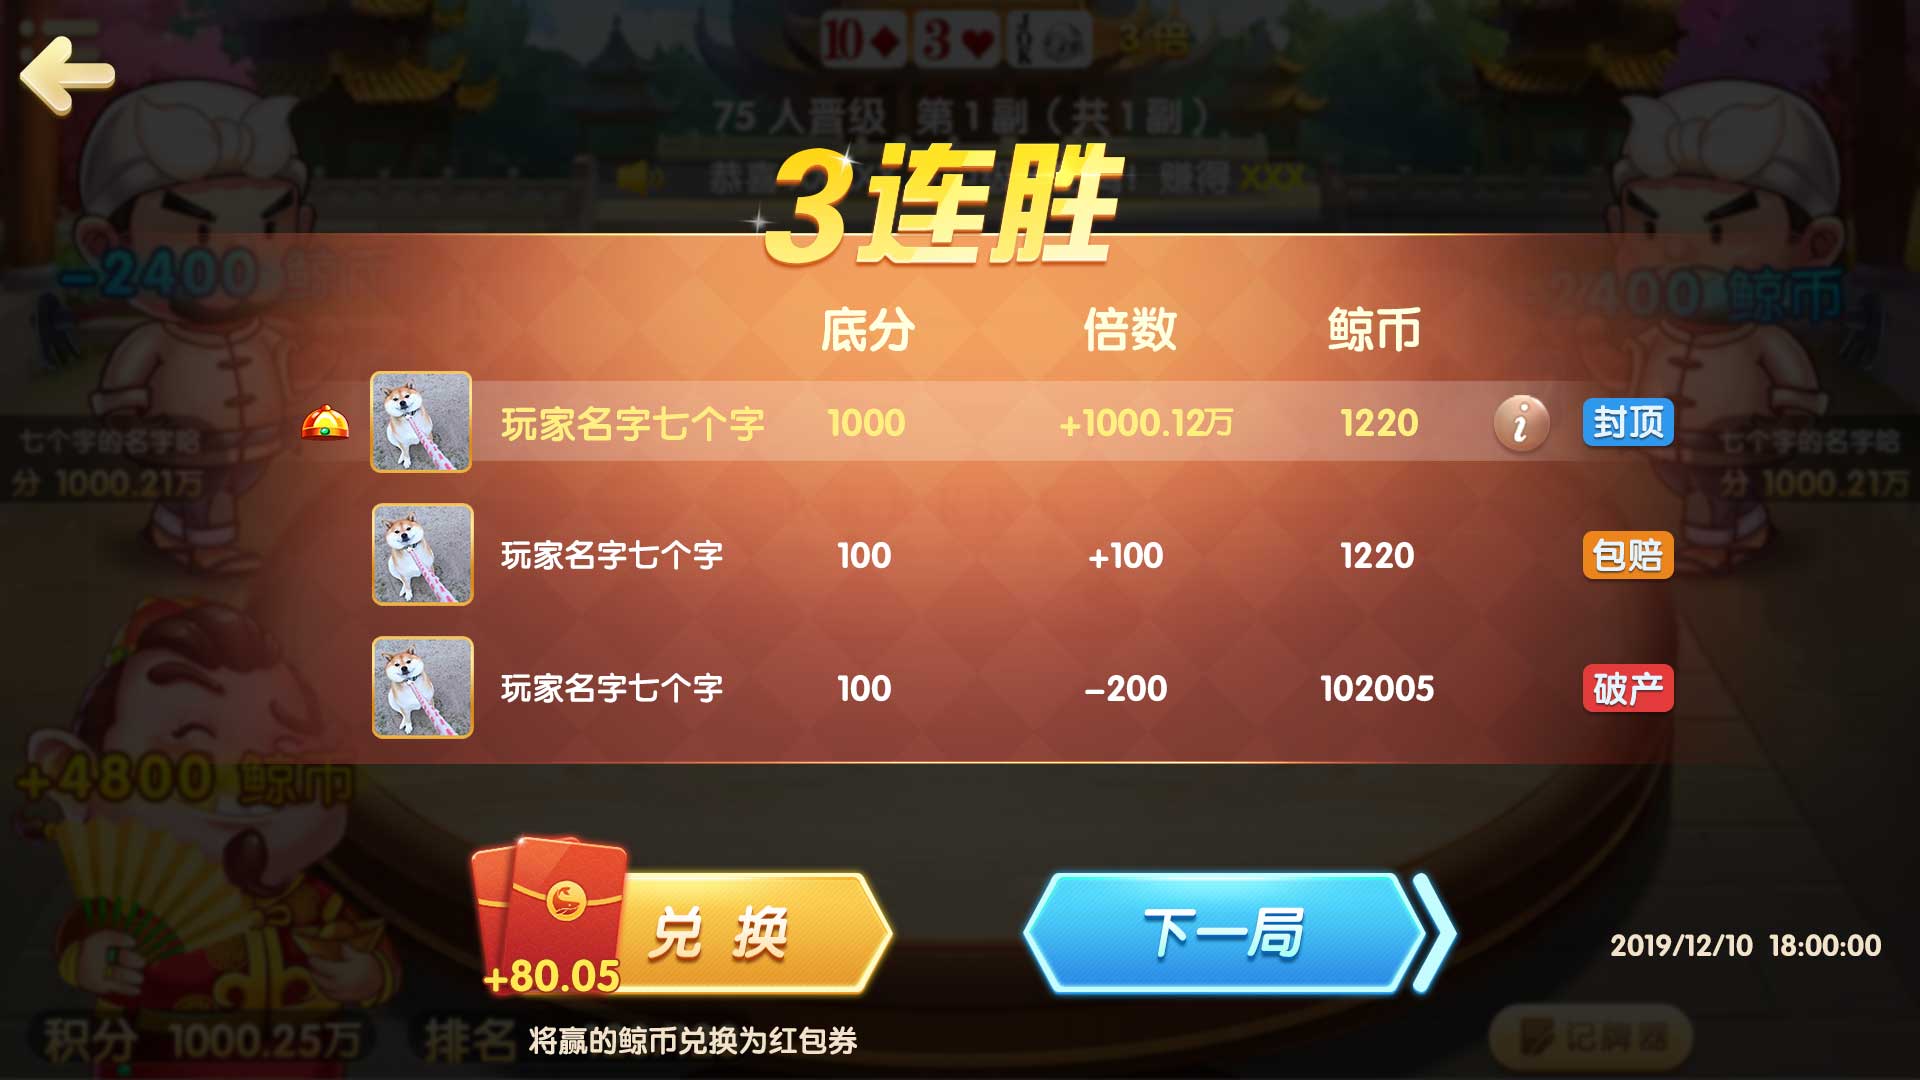 10 3 JOK 3倍
75人晋级 第1副（共1副）
恭喜 赚得 XXX
3连胜
-2400 鲸币
-2400 鲸币
底分 倍数 鲸币
玩家名字七个字 1000 +1000.12万 1220 i 封顶
七个字的名字哈
分 1000.21万
七个字的名字哈
分 1000.21万
玩家名字七个字 100 +100 1220 包赔
玩家名字七个字 100 -200 102005 破产
+4800 鲸币
+80.05 兑换
下一局
2019/12/10 18:00:00
积分 1000.25万 排名
将赢的鲸币兑换为红包券
记牌器